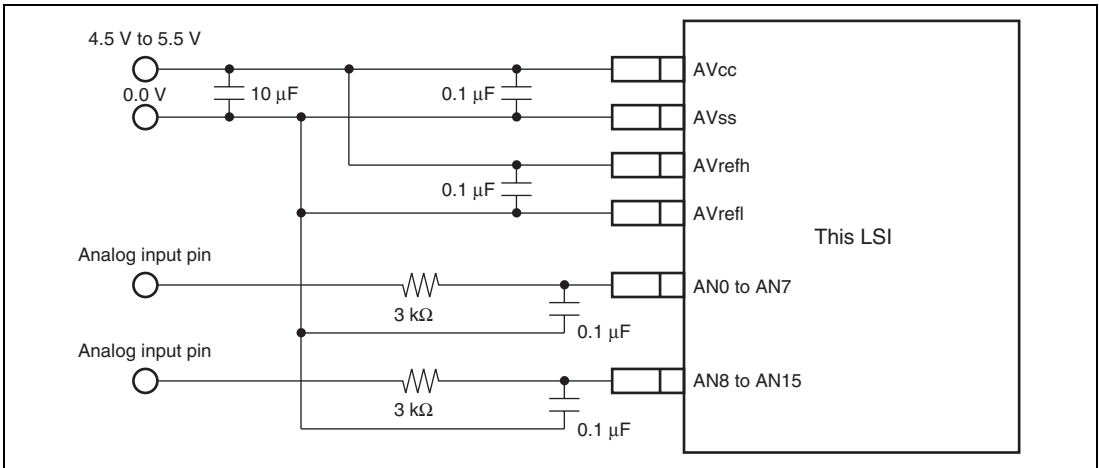 4.5 V to 5.5 V
AVcc
0.0 V
10 μF
0.1 μF
AVss
AVrefh
0.1 μF
AVrefl
This LSI
Analog input pin
AN0 to AN7
3 kΩ
0.1 μF
Analog input pin
AN8 to AN15
3 kΩ
0.1 μF